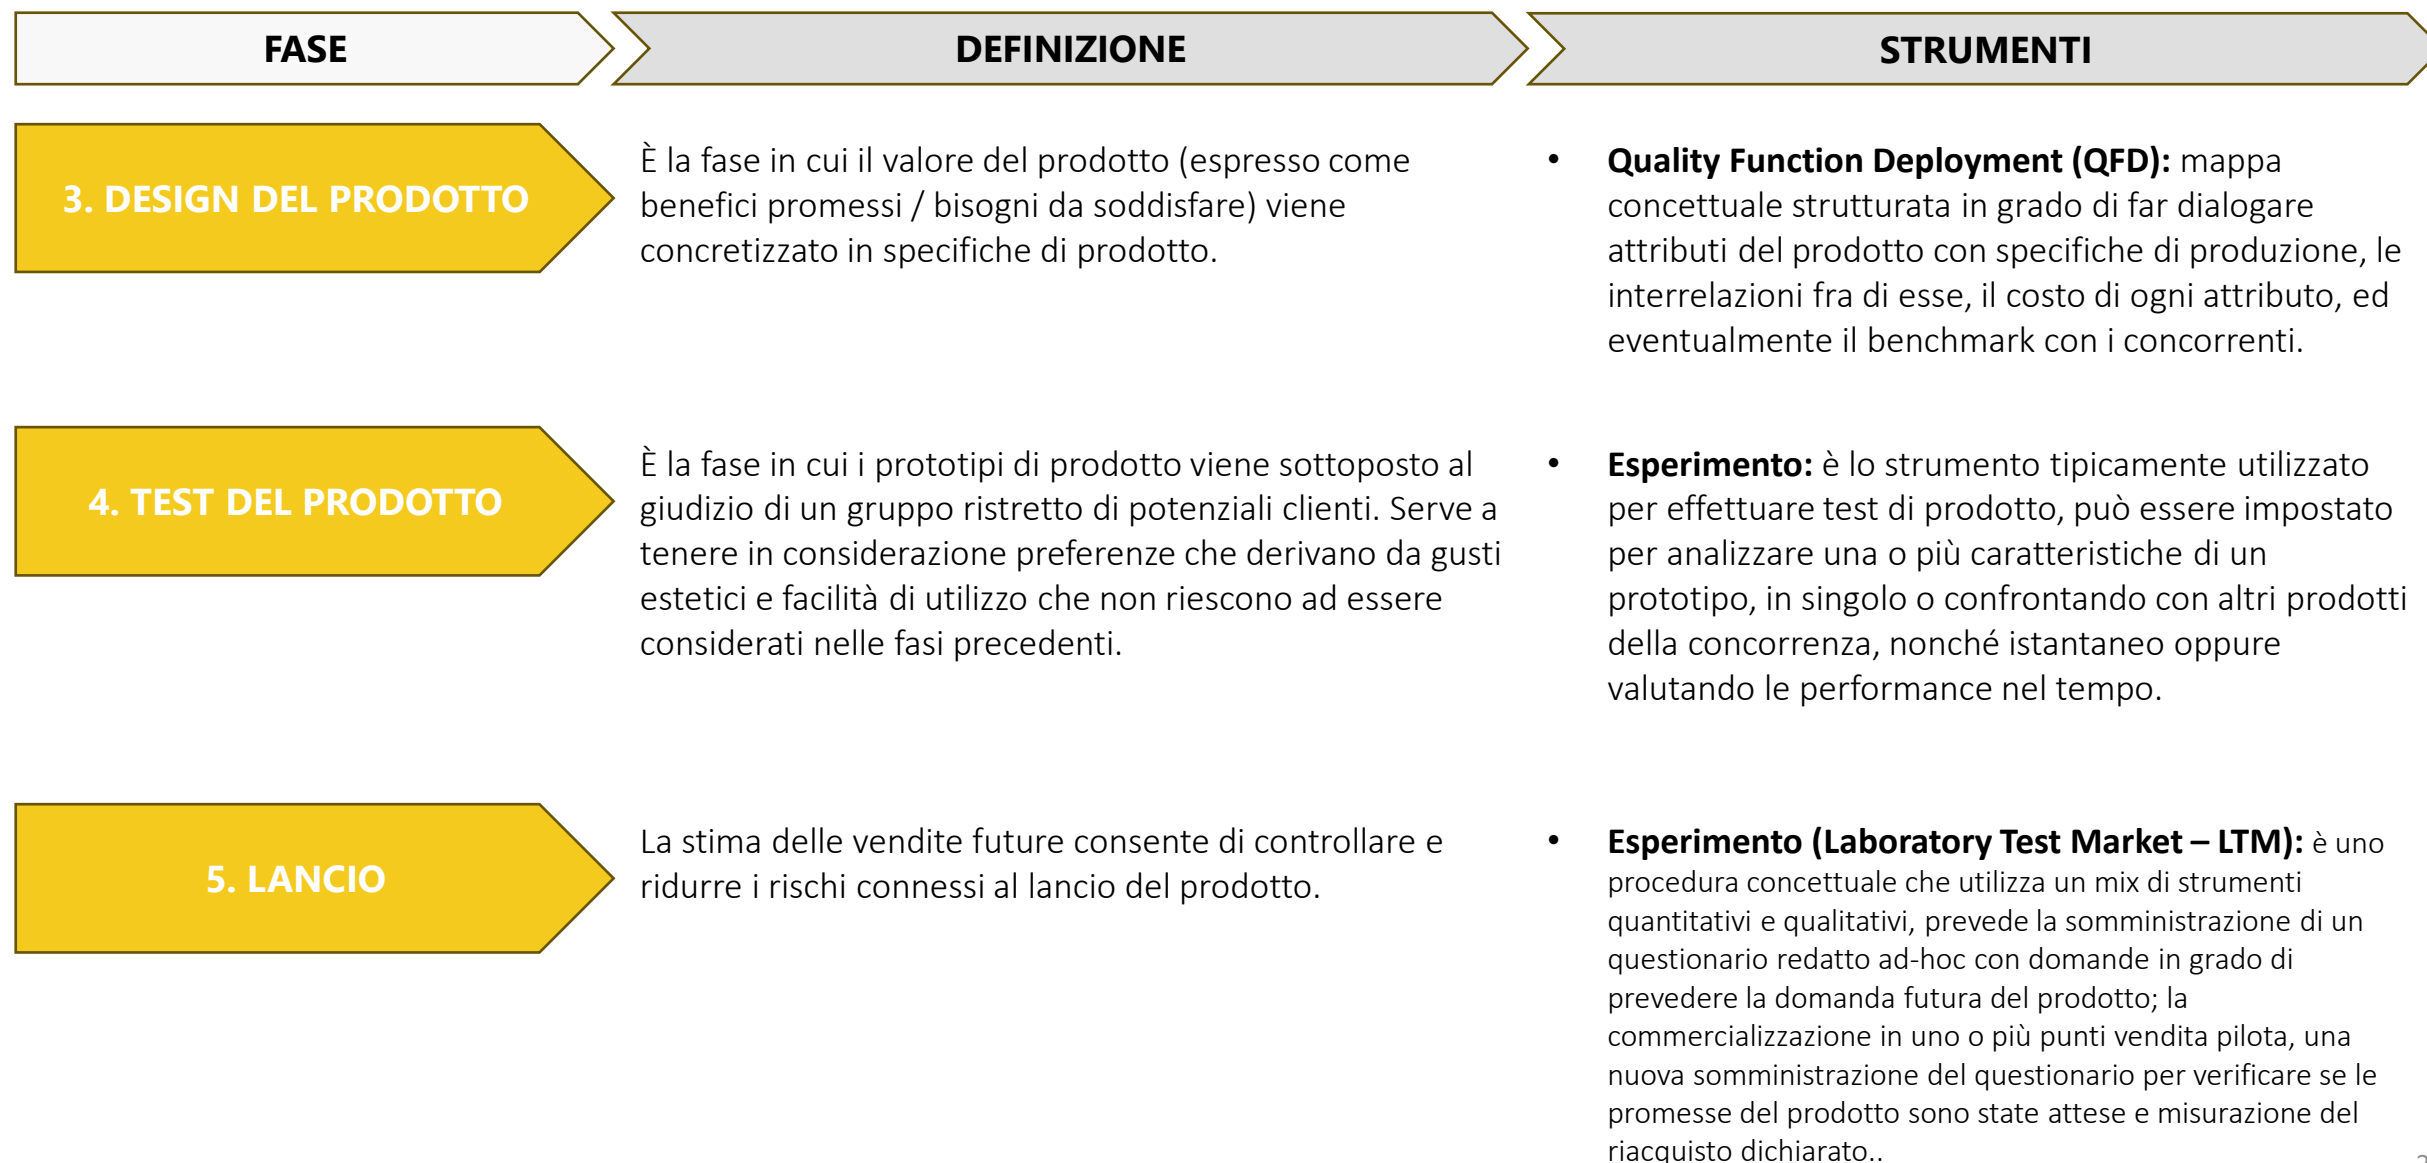 FASE
DEFINIZIONE
STRUMENTI
3. DESIGN DEL PRODOTTO
È la fase in cui il valore del prodotto (espresso come
benefici promessi / bisogni da soddisfare) viene
concretizzato in specifiche di prodotto.
• Quality Function Deployment (QFD): mappa
concettuale strutturata in grado di far dialogare
attributi del prodotto con specifiche di produzione, le
interrelazioni fra di esse, il costo di ogni attributo, ed
eventualmente il benchmark con i concorrenti.
4. TEST DEL PRODOTTO
È la fase in cui i prototipi di prodotto viene sottoposto al
giudizio di un gruppo ristretto di potenziali clienti. Serve a
tenere in considerazione preferenze che derivano da gusti
estetici e facilità di utilizzo che non riescono ad essere
considerati nelle fasi precedenti.
• Esperimento: è lo strumento tipicamente utilizzato
per effettuare test di prodotto, può essere impostato
per analizzare una o più caratteristiche di un
prototipo, in singolo o confrontando con altri prodotti
della concorrenza, nonché istantaneo oppure
valutando le performance nel tempo.
5. LANCIO
La stima delle vendite future consente di controllare e
ridurre i rischi connessi al lancio del prodotto.
• Esperimento (Laboratory Test Market – LTM): è uno
procedura concettuale che utilizza un mix di strumenti
quantitativi e qualitativi, prevede la somministrazione di un
questionario redatto ad-hoc con domande in grado di
prevedere la domanda futura del prodotto; la
commercializzazione in uno o più punti vendita pilota, una
nuova somministrazione del questionario per verificare se le
promesse del prodotto sono state attese e misurazione del
riacquisto dichiarato..